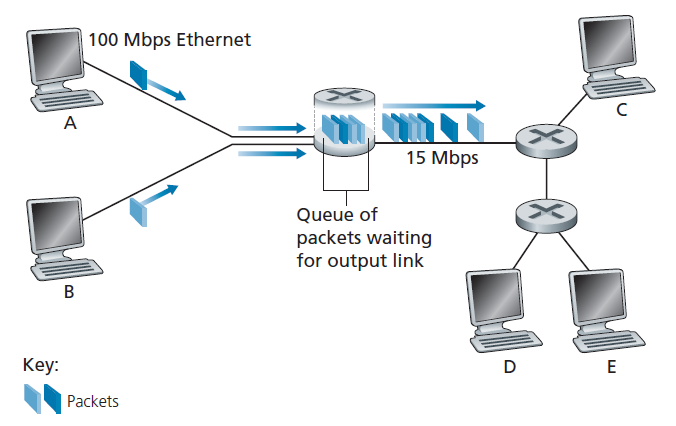 100 Mbps Ethernet
A
C
15 Mbps
Queue of
packets waiting
for output link
B
D
E
Key:
Packets